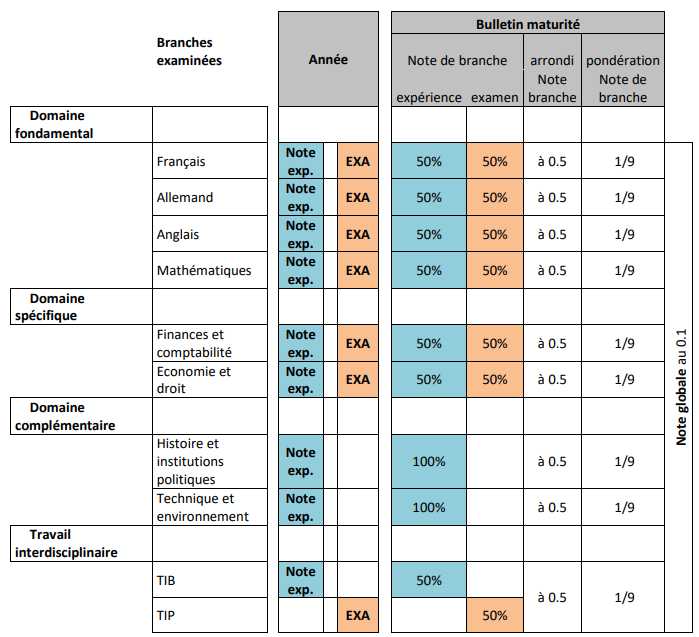 Bulletin maturité
Branches examinées Année Note de branche arrondi Note branche pondération Note de branche
expérience examen
Domaine fondamental
Français Note exp. EXA 50% 50% à 0.5 1/9
Allemand Note exp. EXA 50% 50% à 0.5 1/9
Anglais Note exp. EXA 50% 50% à 0.5 1/9
Mathématiques Note exp. EXA 50% 50% à 0.5 1/9
Domaine spécifique
Finances et comptabilité Note exp. EXA 50% 50% à 0.5 1/9
Economie et droit Note exp. EXA 50% 50% à 0.5 1/9
Domaine complémentaire
Histoire et institutions politiques Note exp. 100% à 0.5 1/9
Technique et environnement Note exp. 100% à 0.5 1/9
Travail interdisciplinaire
TIB Note exp. 50% à 0.5 1/9
TIP EXA 50%
Note globale au 0.1